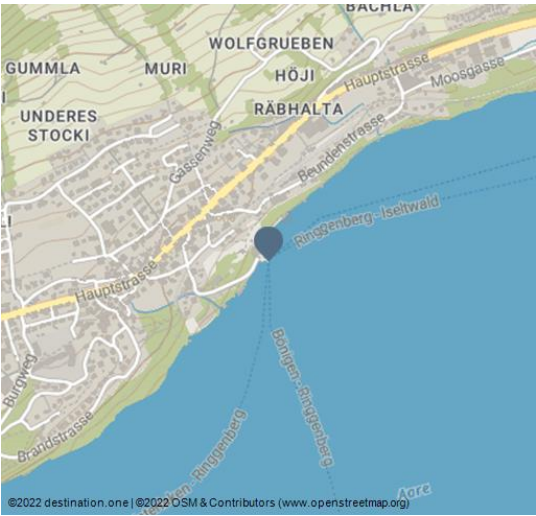 BÄCHLA
WOLFGRUEBEN
GUMMLA
MURI
HÖJI
Hauptstrasse
Moosgasse
UNDERES
STOCKI
RÄBHALTA
Gassenweg
Beundenstrasse
Ringgenberg - Iseltwald
Hauptstrasse
Burgweg
Brandstrasse
Bönigen - Ringgenberg
- Ringgenberg
Aare
©2022 destination.one | ©2022 OSM & Contributors (www.openstreetmap.org)